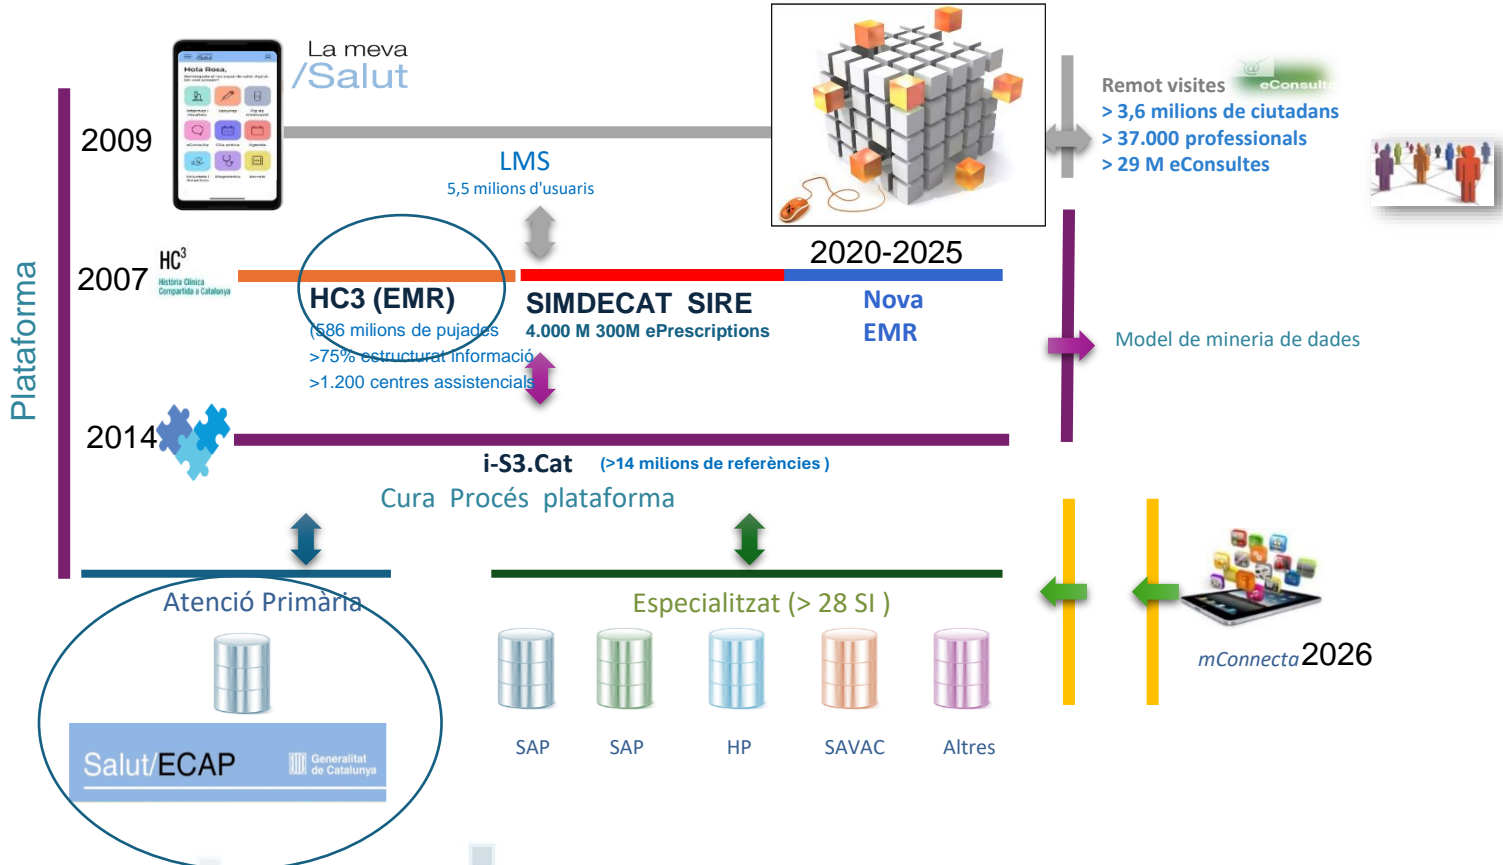 La meva
/Salut
Hola Rosa,
2009
LMS
5,5 milions d'usuaris
Remot visites
eConsulta
> 3,6 milions de ciutadans
> 37.000 professionals
> 29 M eConsultes
Plataforma
2007
HC3
Història Clínica
Compartida a Catalunya
2020-2025
HC3 (EMR)
(586 milions de pujades
>75% estructurat informació
>1.200 centres assistencials
SIMDECAT SIRE
4.000 M 300M ePrescriptions
Nova
EMR
Model de mineria de dades
2014
i-S3.Cat (>14 milions de referències )
Cura Procés plataforma
Atenció Primària
Especialitzat (> 28 SI )
mConnecta 2026
SAP SAP HP SAVAC Altres
Salut/ECAP
Generalitat
de Catalunya